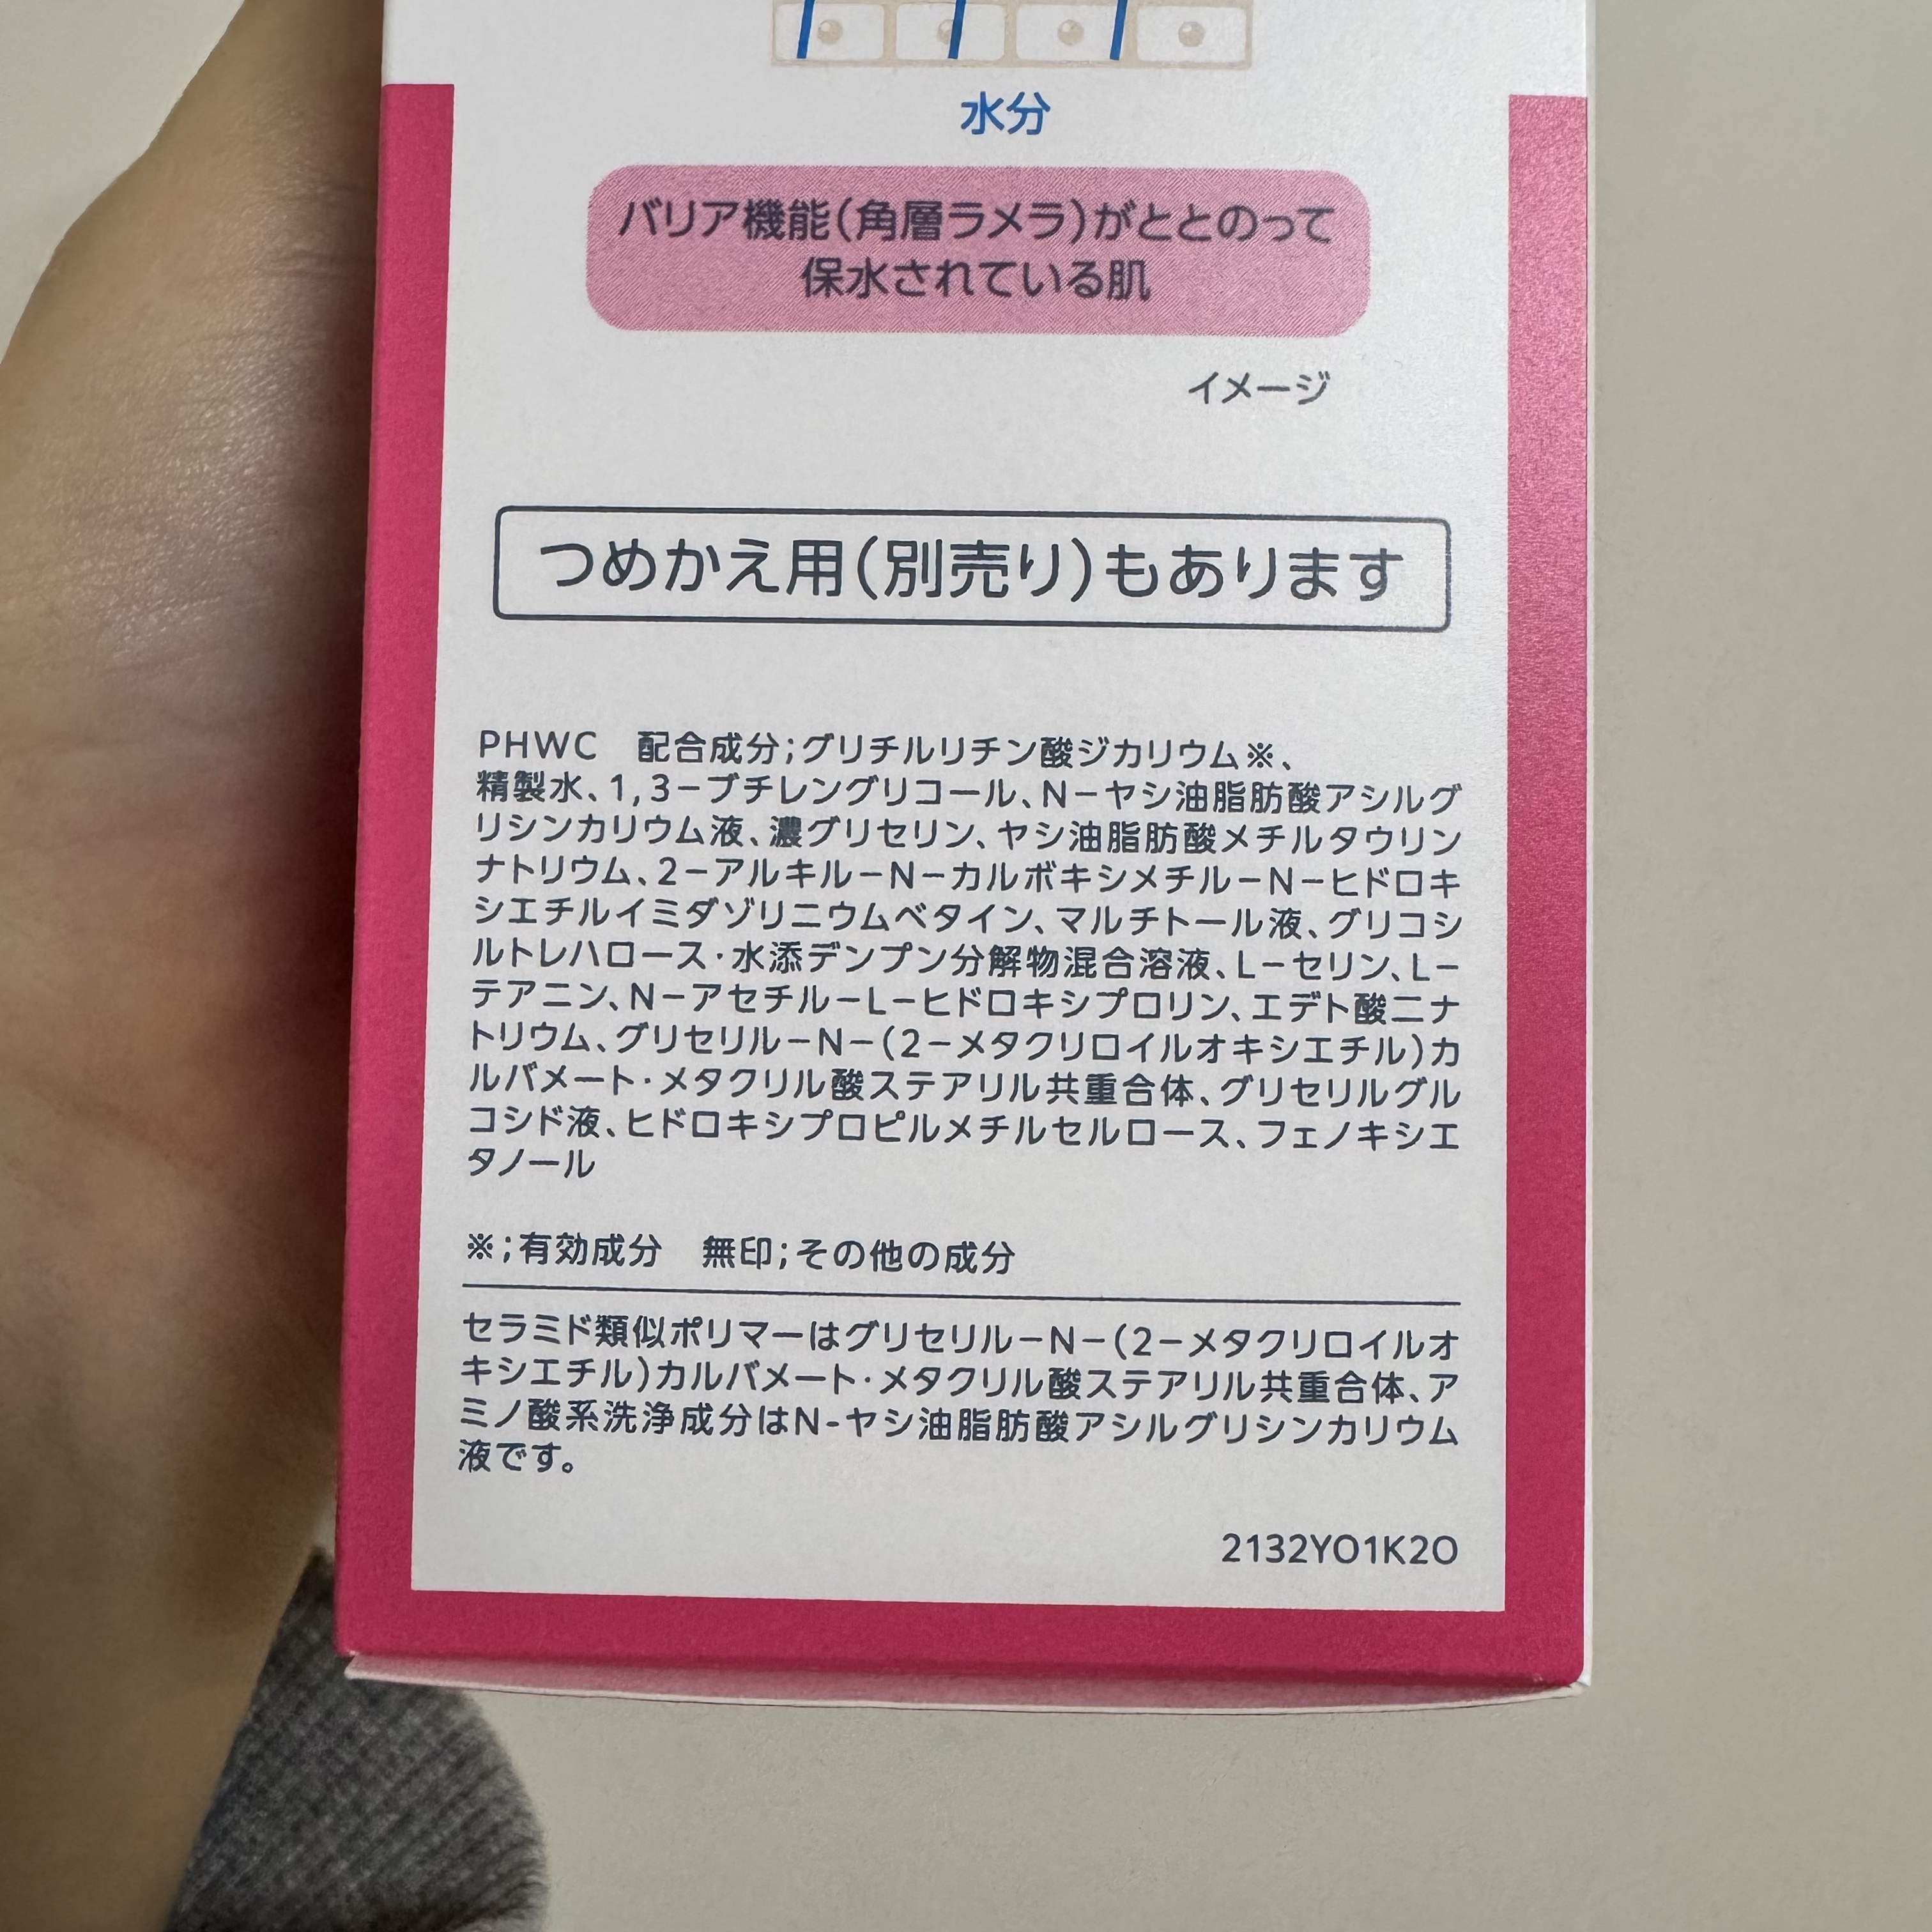 水分
バリア機能(角層ラメラ)がととのって
保水されている肌
イメージ
つめかえ用(別売り)もあります
PHWC 配合成分;グリチルリチン酸ジカリウム※、
精製水、1,3−ブチレングリコール、N−ヤシ油脂肪酸アシルグ
リシンカリウム液、濃グリセリン、ヤシ油脂肪酸メチルタウリン
ナトリウム、2−アルキル−N−カルボキシメチル−N−ヒドロキ
シエチルイミダゾリニウムベタイン、マルチトール液、グリコシ
ルトレハロース・水添デンプン分解物混合溶液、L−セリン、L−
テアニン、N−アセチル−L−ヒドロキシプロリン、エデト酸二ナ
トリウム、グリセリル−N−(2−メタクリロイルオキシエチル)カ
ルバメート・メタクリル酸ステアリル共重合体、グリセリルグル
コシド液、ヒドロキシプロピルメチルセルロース、フェノキシエ
タノール
※;有効成分 無印;その他の成分
セラミド類似ポリマーはグリセリル−N−(2−メタクリロイルオ
キシエチル)カルバメート・メタクリル酸ステアリル共重合体、ア
ミノ酸系洗浄成分はN-ヤシ油脂肪酸アシルグリシンカリウム
液です。
2132YO1K2O